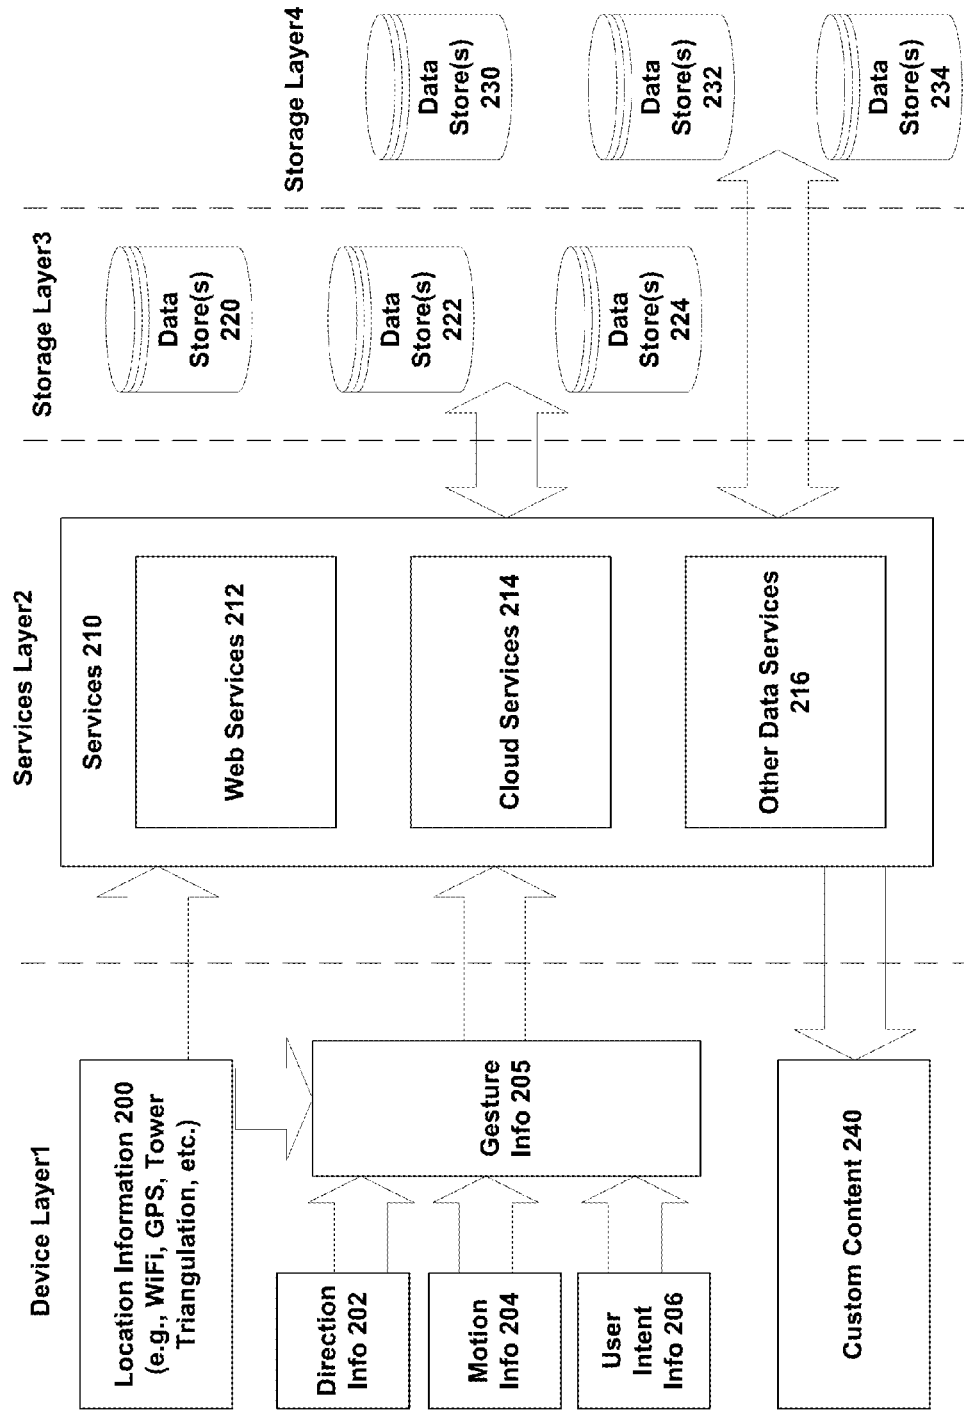 Device Layer1
Location Information 200
(e.g., WiFi, GPS, Tower
Triangulation, etc.)
Direction
Info 202
Motion
Info 204
User
Intent
Info 206
Gesture
Info 205
Custom Content 240
Services Layer2
Services 210
Web Services 212
Cloud Services 214
Other Data Services
216
Storage Layer3
Data
Store(s)
220
Data
Store(s)
222
Data
Store(s)
224
Storage Layer4
Data
Store(s)
230
Data
Store(s)
232
Data
Store(s)
234